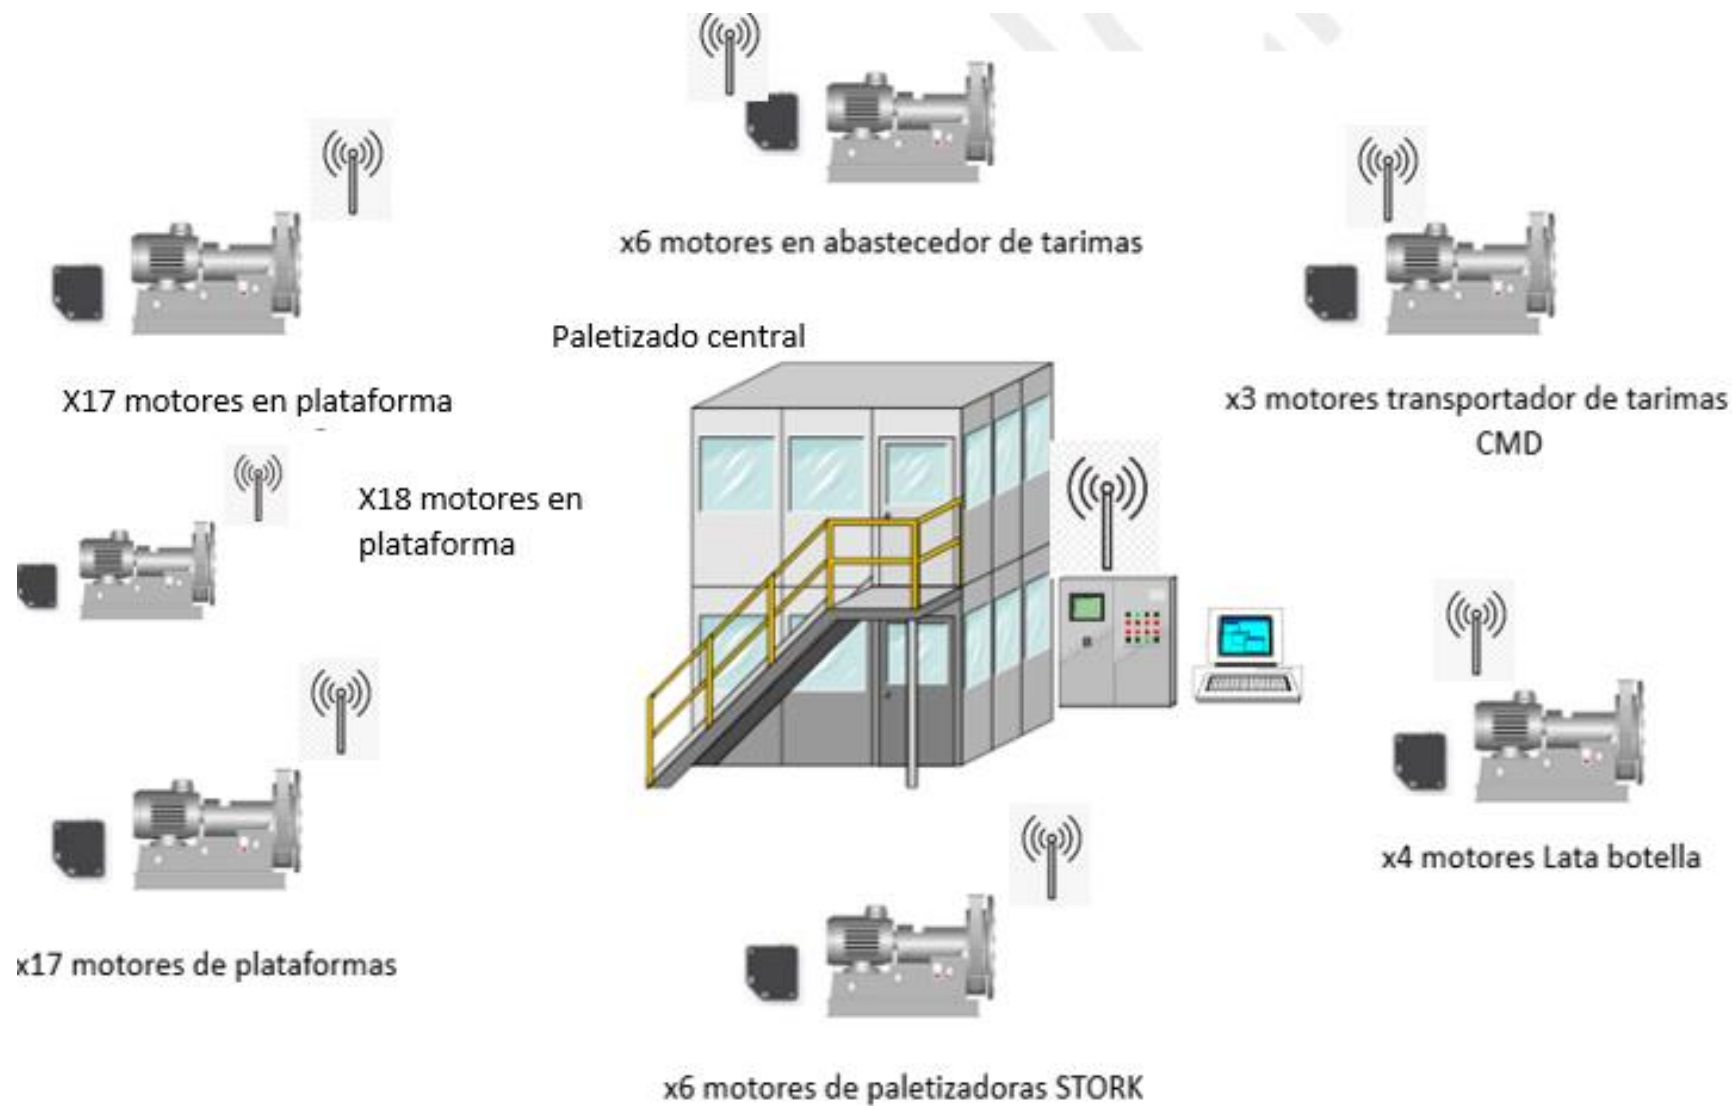 x6 motores en abastecedor de tarimas
Paletizado central
X17 motores en plataforma
x3 motores transportador de tarimas
CMD
X18 motores en
plataforma
x4 motores Lata botella
x17 motores de plataformas
x6 motores de paletizadoras STORK